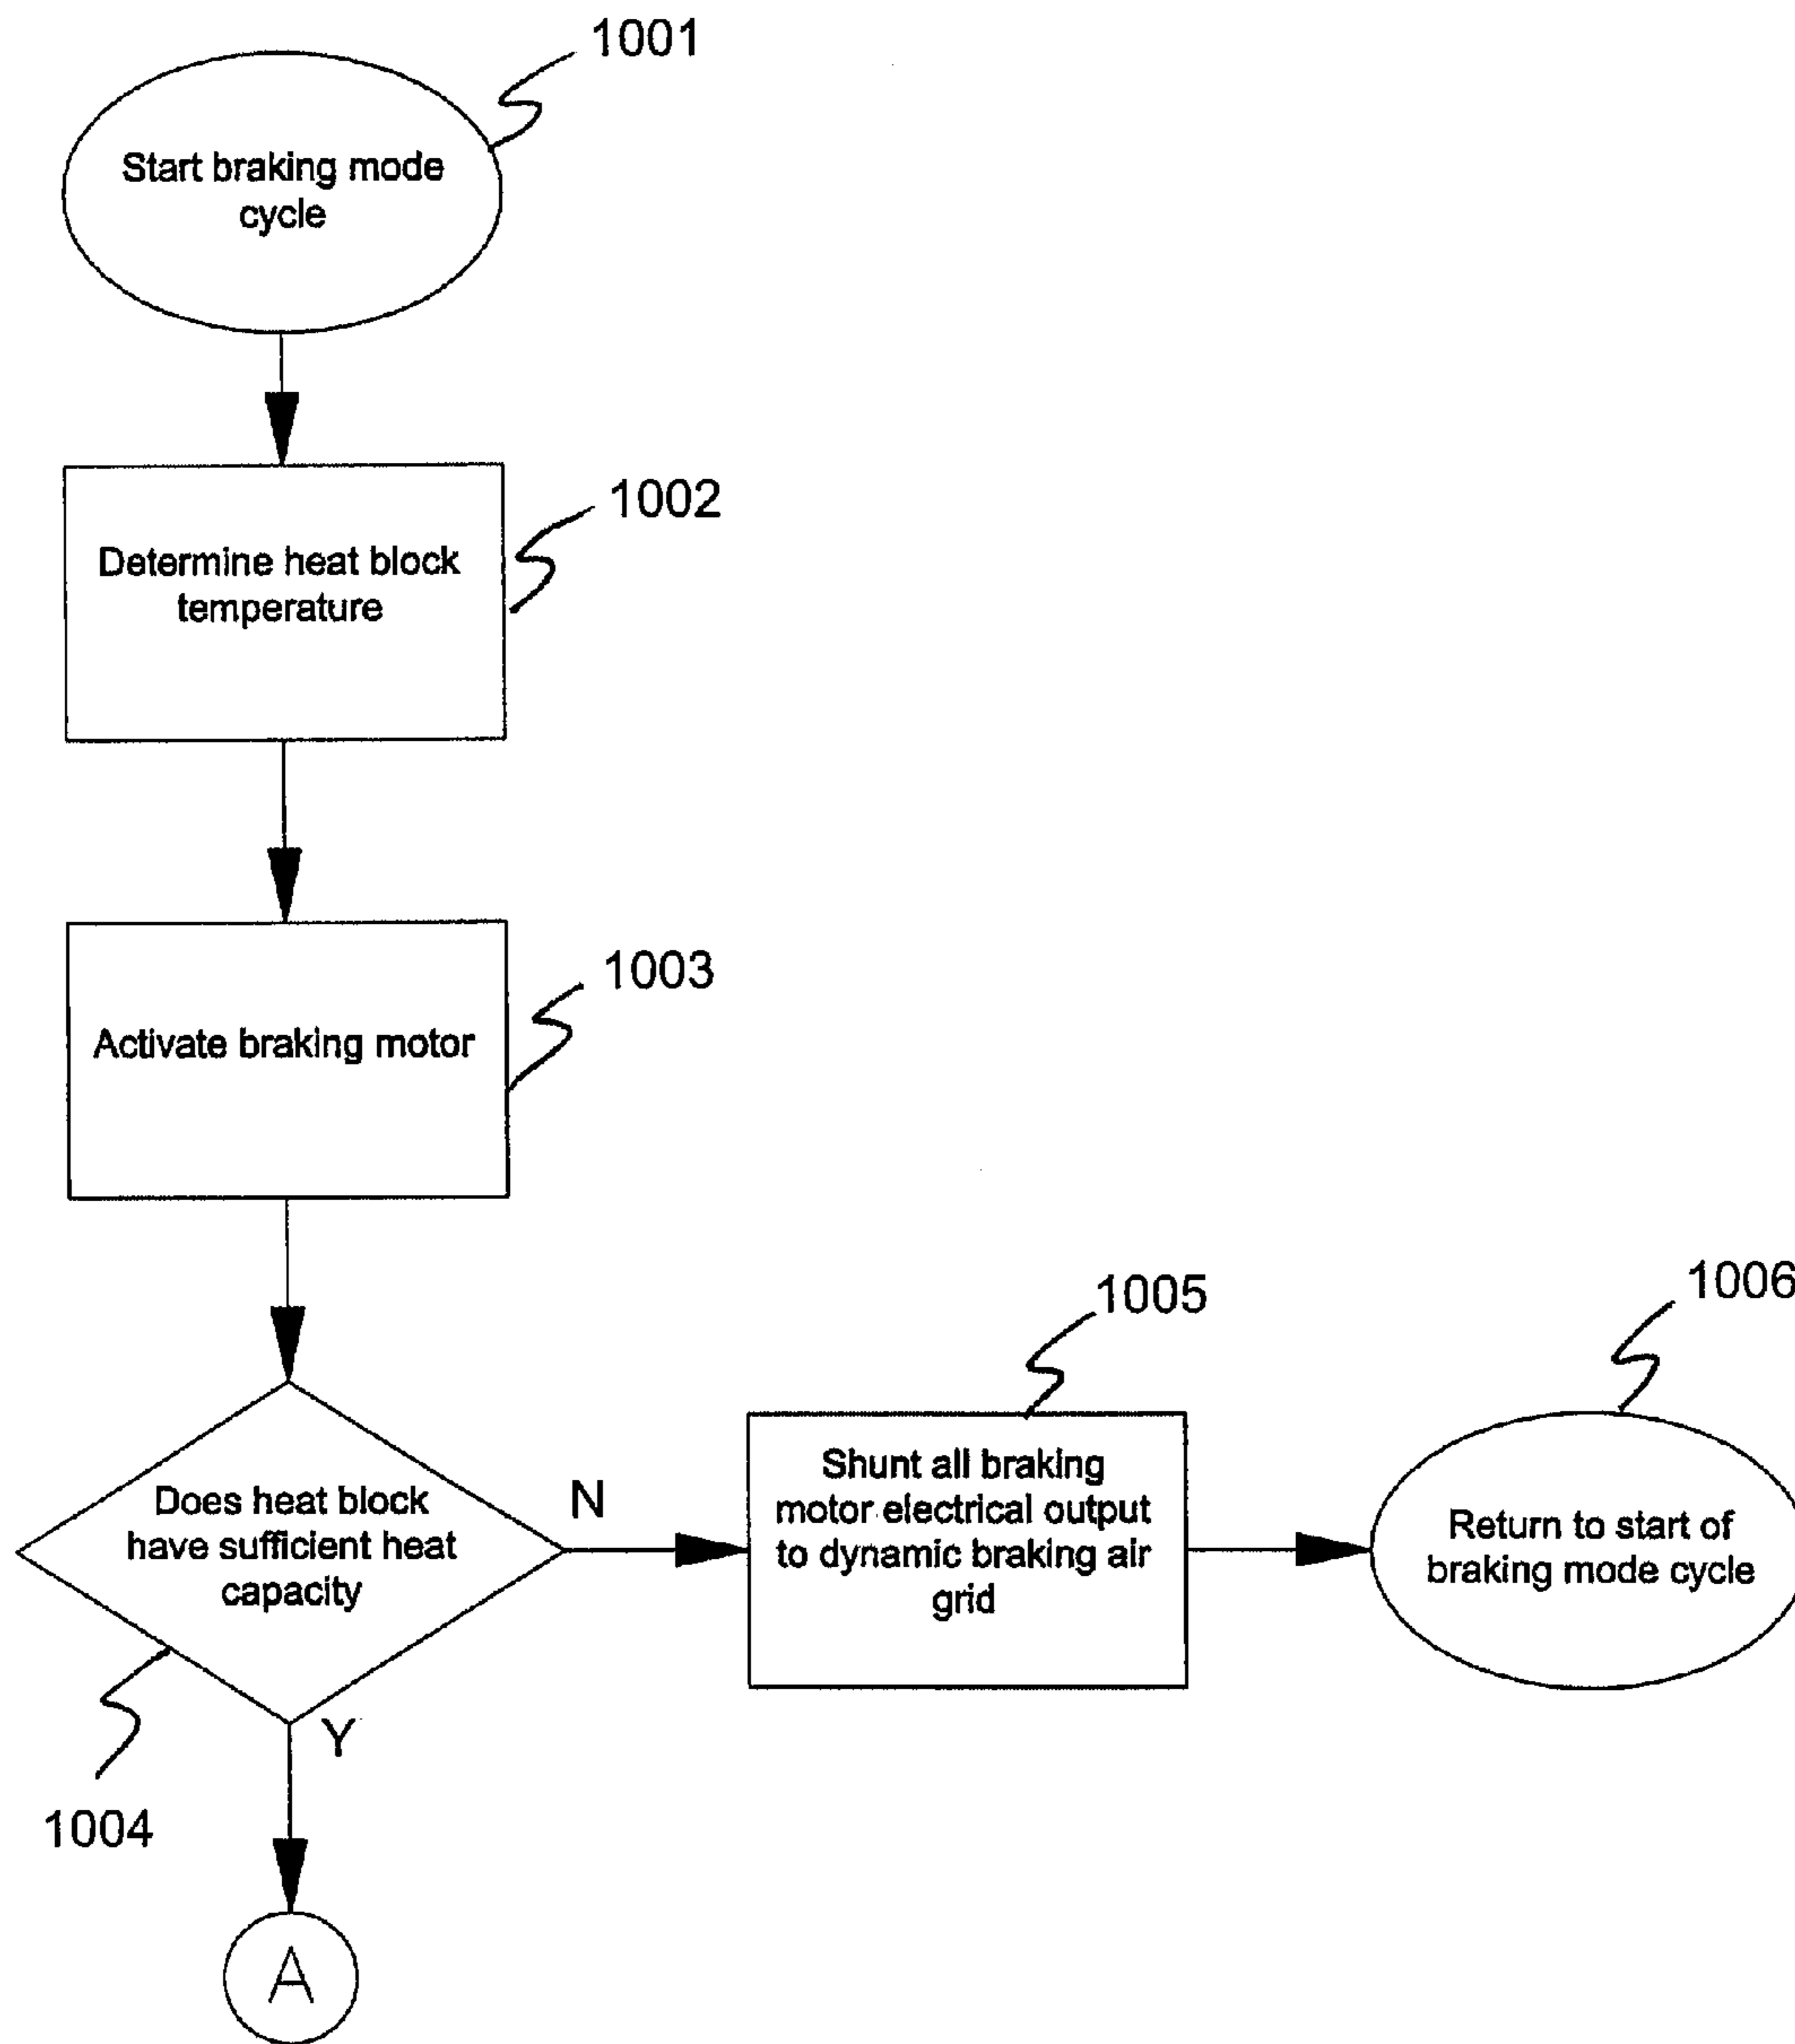 1001
Start braking mode
cycle
1002
Determine heat block
temperature
1003
Activate braking motor
1004
Does heat block
have sufficient heat
capacity
N
Y
1005
Shunt all braking
motor electrical output
to dynamic braking air
grid
1006
Return to start of
braking mode cycle
A